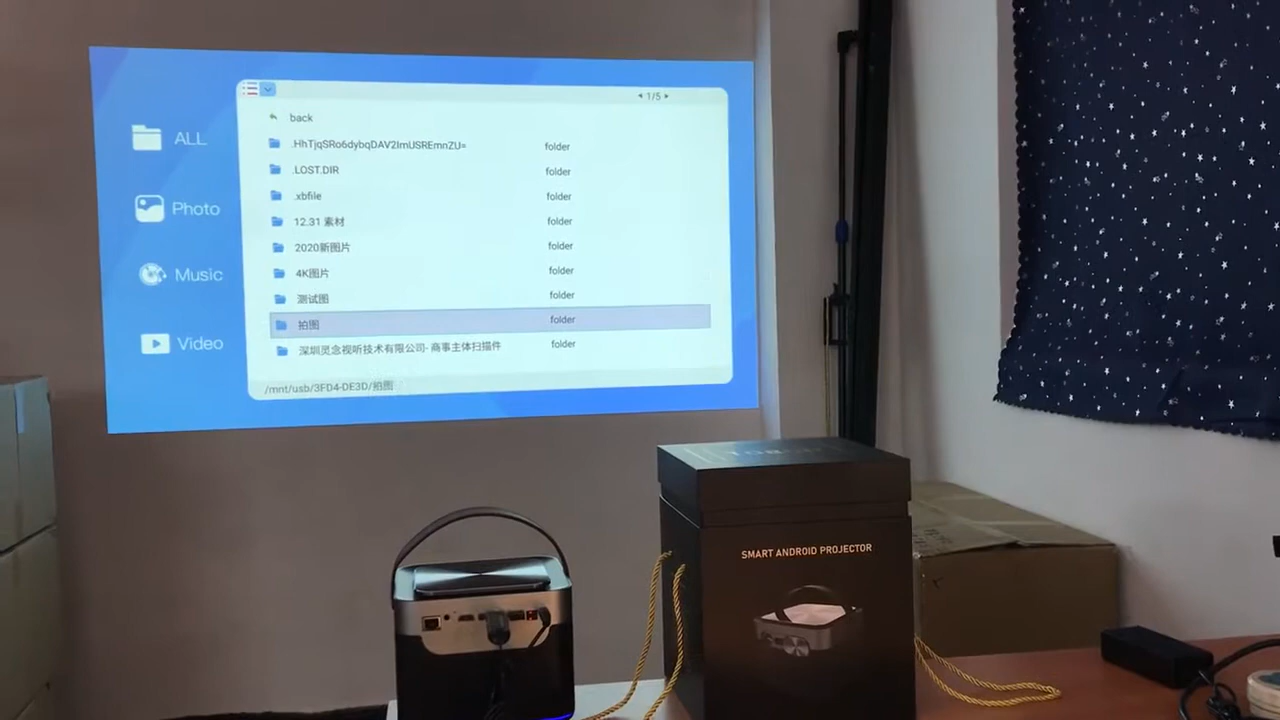 1/5
back
ALL
.HhTjqSRo6dybqDAV2ImUSREmnZU= folder
.LOST.DIR folder
.xbfile folder
Photo
12.31 素材 folder
2020新图片 folder
Music
4K图片 folder
测试图 folder
拍图 folder
Video
深圳灵念视听技术有限公司- 商事主体扫描件 folder
/mnt/usb/3FD4-DE3D/拍图
SMART ANDROID PROJECTOR